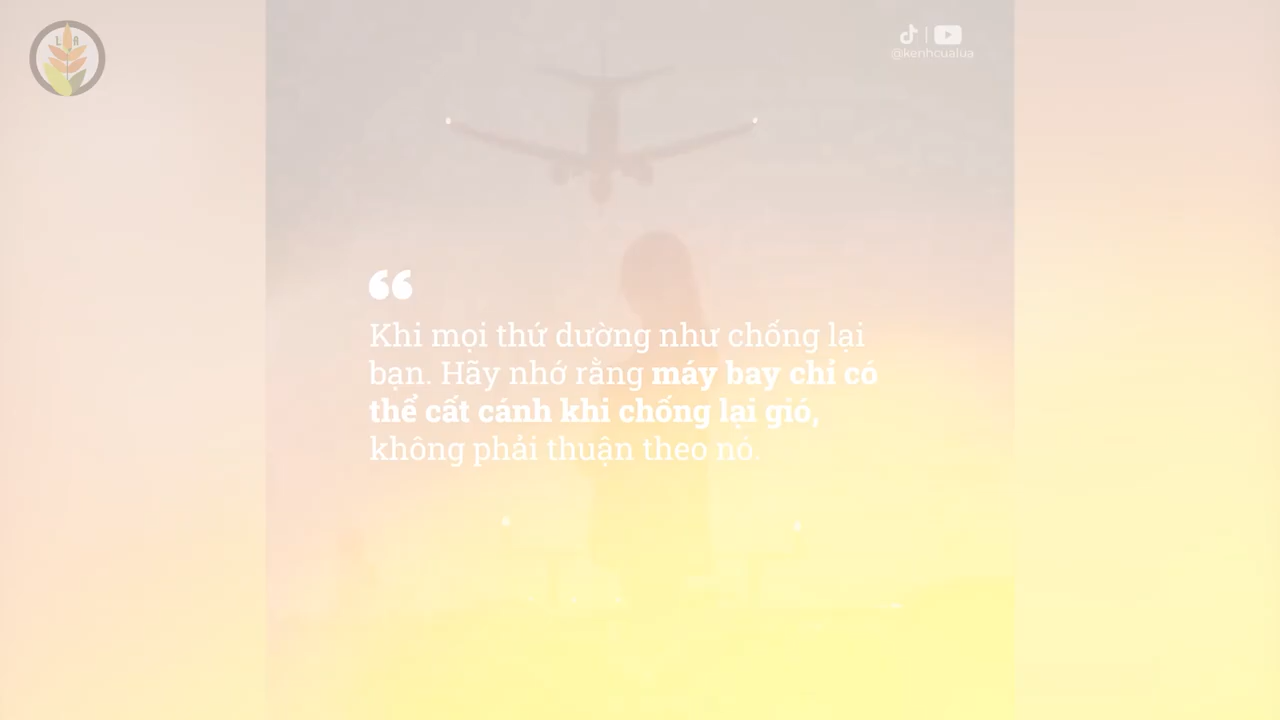 L A
@kenhcualua
“
Khi mọi thứ dường như chống lại
bạn. Hãy nhớ rằng máy bay chỉ có
thể cất cánh khi chống lại gió,
không phải thuận theo nó.